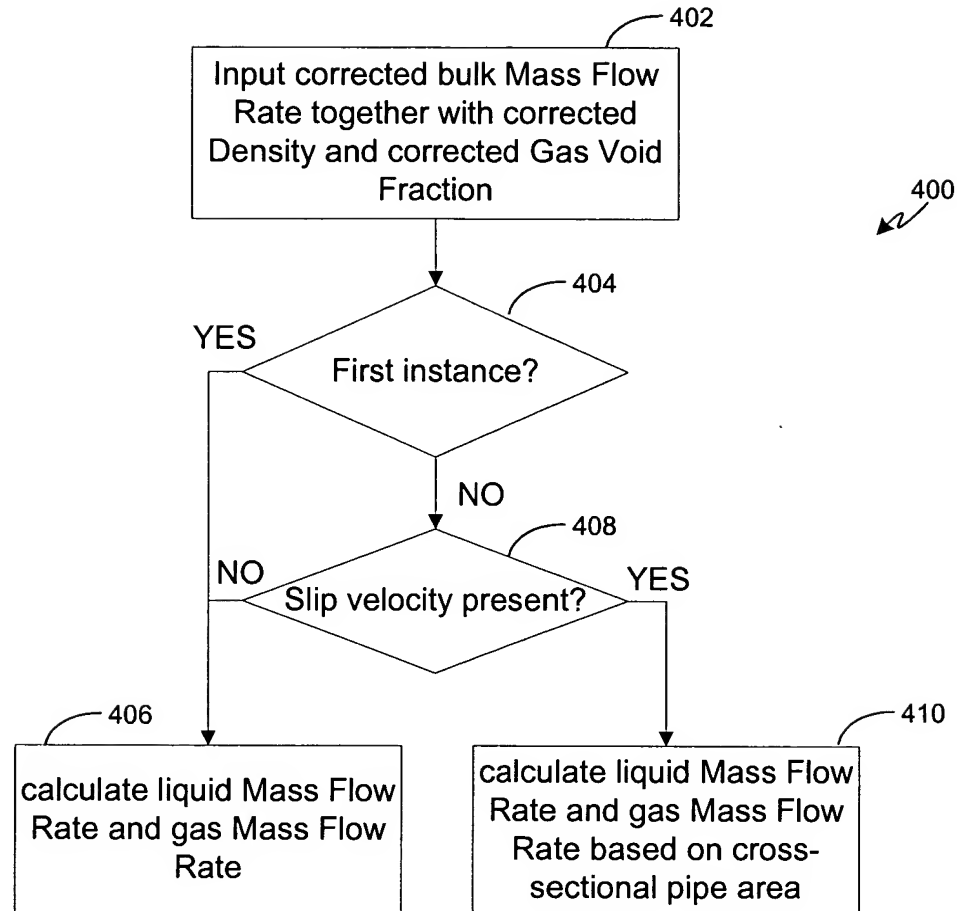 402
Input corrected bulk Mass Flow
Rate together with corrected
Density and corrected Gas Void
Fraction
400
404
YES
First instance?
NO
408
NO
YES
Slip velocity present?
406
410
calculate liquid Mass Flow
Rate and gas Mass Flow
Rate
calculate liquid Mass Flow
Rate and gas Mass Flow
Rate based on cross-
sectional pipe area